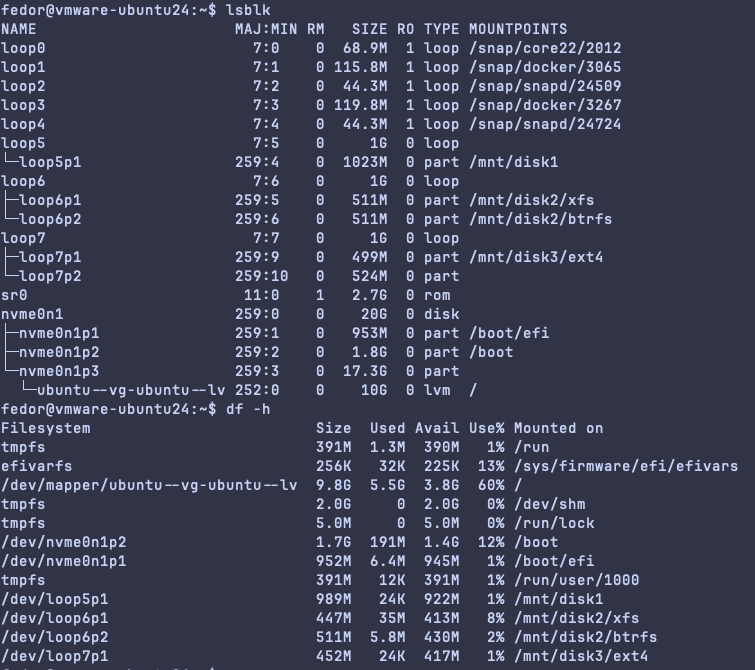 fedor@vmware-ubuntu24:~$ lsblk
NAME                      MAJ:MIN RM   SIZE RO TYPE MOUNTPOINTS
loop0                       7:0    0  68.9M  1 loop /snap/core22/2012
loop1                       7:1    0 115.8M  1 loop /snap/docker/3065
loop2                       7:2    0  44.3M  1 loop /snap/snapd/24509
loop3                       7:3    0 119.8M  1 loop /snap/docker/3267
loop4                       7:4    0  44.3M  1 loop /snap/snapd/24724
loop5                       7:5    0     1G  0 loop
└─loop5p1                 259:4    0  1023M  0 part /mnt/disk1
loop6                       7:6    0     1G  0 loop
├─loop6p1                 259:5    0   511M  0 part /mnt/disk2/xfs
└─loop6p2                 259:6    0   511M  0 part /mnt/disk2/btrfs
loop7                       7:7    0     1G  0 loop
├─loop7p1                 259:9    0   499M  0 part /mnt/disk3/ext4
└─loop7p2                 259:10   0   524M  0 part
sr0                        11:0    1   2.7G  0 rom
nvme0n1                   259:0    0    20G  0 disk
├─nvme0n1p1               259:1    0   953M  0 part /boot/efi
├─nvme0n1p2               259:2    0   1.8G  0 part /boot
└─nvme0n1p3               259:3    0  17.3G  0 part
  └─ubuntu--vg-ubuntu--lv 252:0    0    10G  0 lvm  /
fedor@vmware-ubuntu24:~$ df -h
Filesystem                         Size  Used Avail Use% Mounted on
tmpfs                              391M  1.3M  390M   1% /run
efivarfs                           256K   32K  225K  13% /sys/firmware/efi/efivars
/dev/mapper/ubuntu--vg-ubuntu--lv  9.8G  5.5G  3.8G  60% /
tmpfs                              2.0G     0  2.0G   0% /dev/shm
tmpfs                              5.0M     0  5.0M   0% /run/lock
/dev/nvme0n1p2                     1.7G  191M  1.4G  12% /boot
/dev/nvme0n1p1                     952M  6.4M  945M   1% /boot/efi
tmpfs                              391M   12K  391M   1% /run/user/1000
/dev/loop5p1                       989M   24K  922M   1% /mnt/disk1
/dev/loop6p1                       447M   35M  413M   8% /mnt/disk2/xfs
/dev/loop6p2                       511M  5.8M  430M   2% /mnt/disk2/btrfs
/dev/loop7p1                       452M   24K  417M   1% /mnt/disk3/ext4